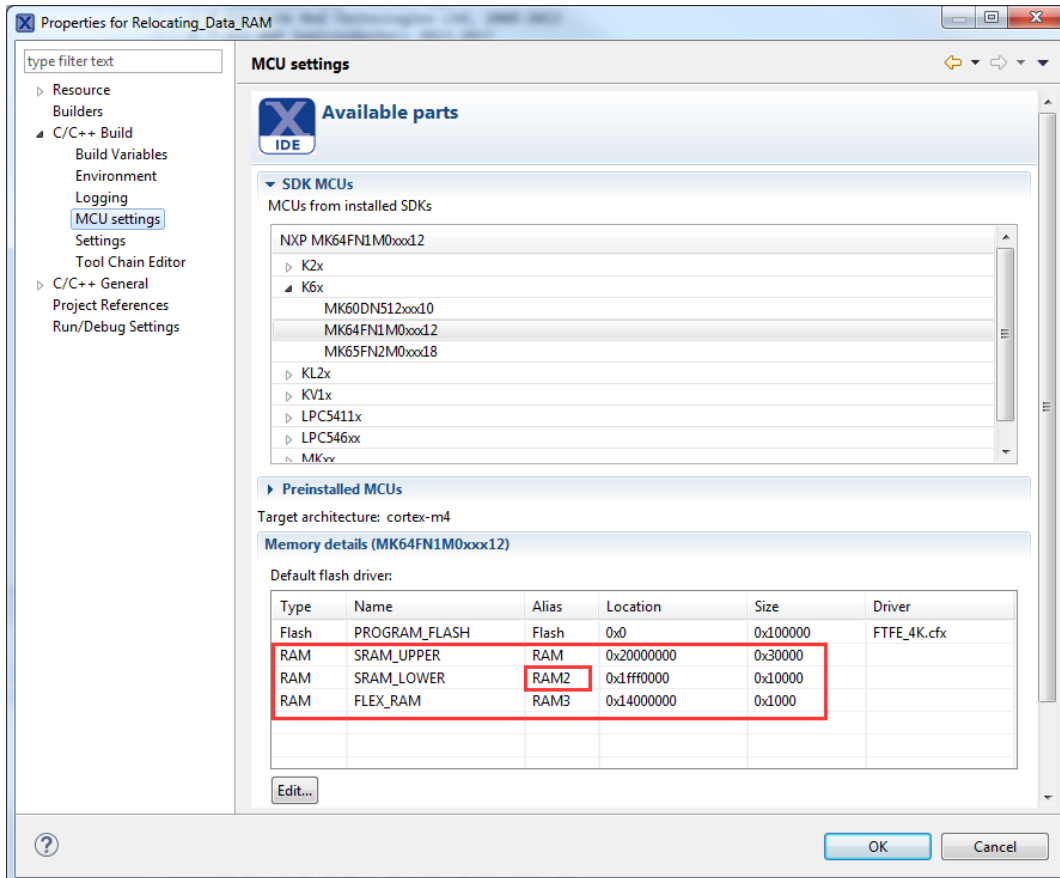 Properties for Relocating_Data_RAM
type filter text
Resource
Builders
C/C++ Build
Build Variables
Environment
Logging
MCU settings
Settings
Tool Chain Editor
C/C++ General
Project References
Run/Debug Settings
MCU settings
IDE
Available parts
SDK MCUs
MCUs from installed SDKs
NXP MK64FN1M0xxx12
K2x
K6x
MK60DN512xxx10
MK64FN1M0xxx12
MK65FN2M0xxx18
KL2x
KV1x
LPC5411x
LPC546xx
MKxx
Preinstalled MCUs
Target architecture: cortex-m4
Memory details (MK64FN1M0xxx12)
Default flash driver:
Type Name Alias Location Size Driver
Flash PROGRAM_FLASH Flash 0x0 0x100000 FTFE_4K.cfx
RAM SRAM_UPPER RAM 0x20000000 0x30000
RAM SRAM_LOWER RAM2 0x1fff0000 0x10000
RAM FLEX_RAM RAM3 0x14000000 0x1000
Edit...
OK Cancel